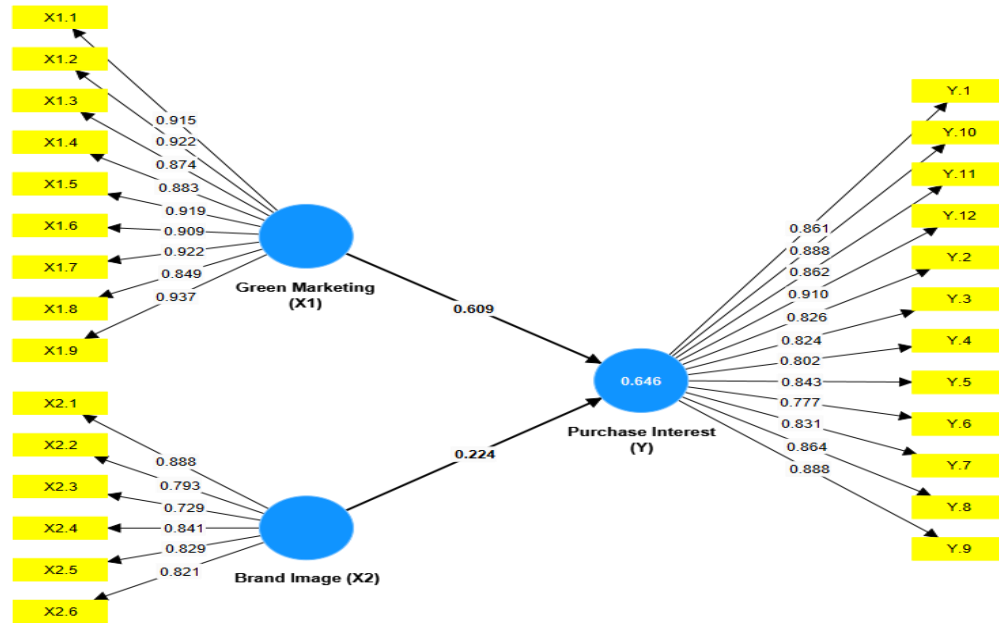 X1.1
X1.2
X1.3
X1.4
X1.5
X1.6
X1.7
X1.8
X1.9
0.915
0.922
0.874
0.883
0.919
0.909
0.922
0.849
0.937
Green Marketing
(X1)
0.609
X2.1
X2.2
X2.3
X2.4
X2.5
X2.6
0.888
0.793
0.729
0.841
0.829
0.821
Brand Image (X2)
0.224
0.646
Purchase Interest
(Y)
0.861
0.888
0.862
0.910
0.826
0.824
0.802
0.843
0.777
0.831
0.864
0.888
Y.1
Y.10
Y.11
Y.12
Y.2
Y.3
Y.4
Y.5
Y.6
Y.7
Y.8
Y.9